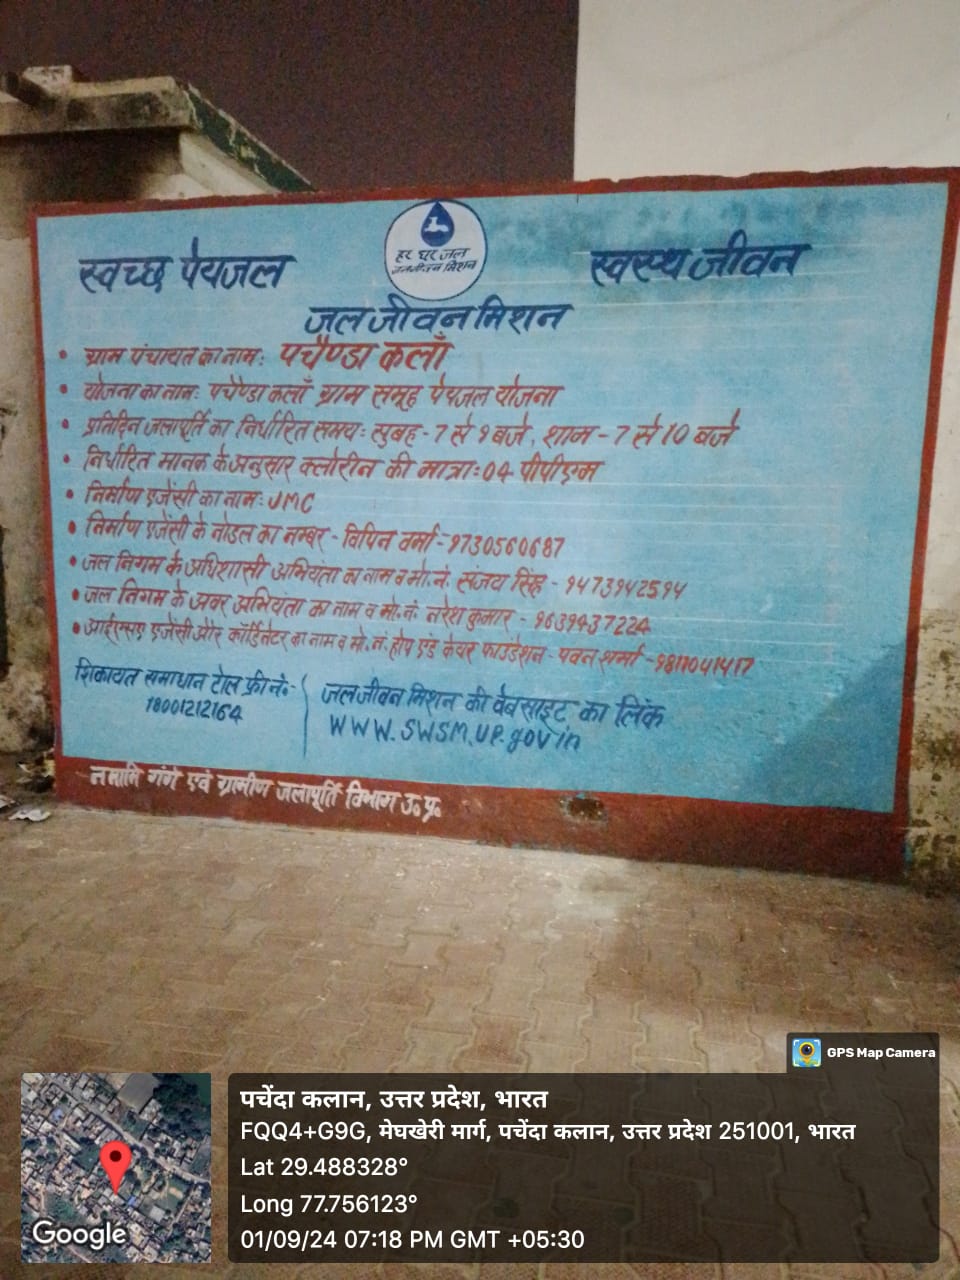 हर घर जल
जल जीवन मिशन
स्वच्छ पेयजल
स्वस्थ जीवन
जल जीवन मिशन
• ग्राम पंचायत का नाम: पचैण्डा कलाँ
• योजना का नाम: पचैण्डा कलाँ ग्राम समूह पेयजल योजना
• प्रतिदिन जलापूर्ति का निर्धारित समय: सुबह - 7 से 9 बजे, शाम - 7 से 10 बजे
• निर्धारित मानक के अनुसार क्लोरीन की मात्रा: 04 पीपीएम
• निर्माण एजेंसी का नाम: JMC
• निर्माण एजेंसी के नोडल का नम्बर - विपिन वर्मा - 9730560687
• जल निगम के अधिशासी अभियंता का नाम व मो.नं. संजय सिंह - 9473942594
• जल निगम के अवर अभियंता का नाम व मो.नं. नरेश कुमार - 9639437224
• आईएसए एजेंसी और कॉर्डिनेटर का नाम व मो.नं. होप एंड केयर फाउंडेशन - पवन शर्मा -
शिकायत समाधान टोल फ्री नं०-
18001212164
जल जीवन मिशन की वेबसाइट का लिंक
WWW.SWSM.UP.gov in
नमामि गंगे एवं ग्रामीण जलापूर्ति विभाग उ० प्र०
GPS Map Camera
पचेंदा कलान, उत्तर प्रदेश, भारत
FQQ4+G9G, मेघखेरी मार्ग, पचेंदा कलान, उत्तर प्रदेश 251001, भारत
Lat 29.488328°
Long 77.756123°
01/09/24 07:18 PM GMT +05:30
Google